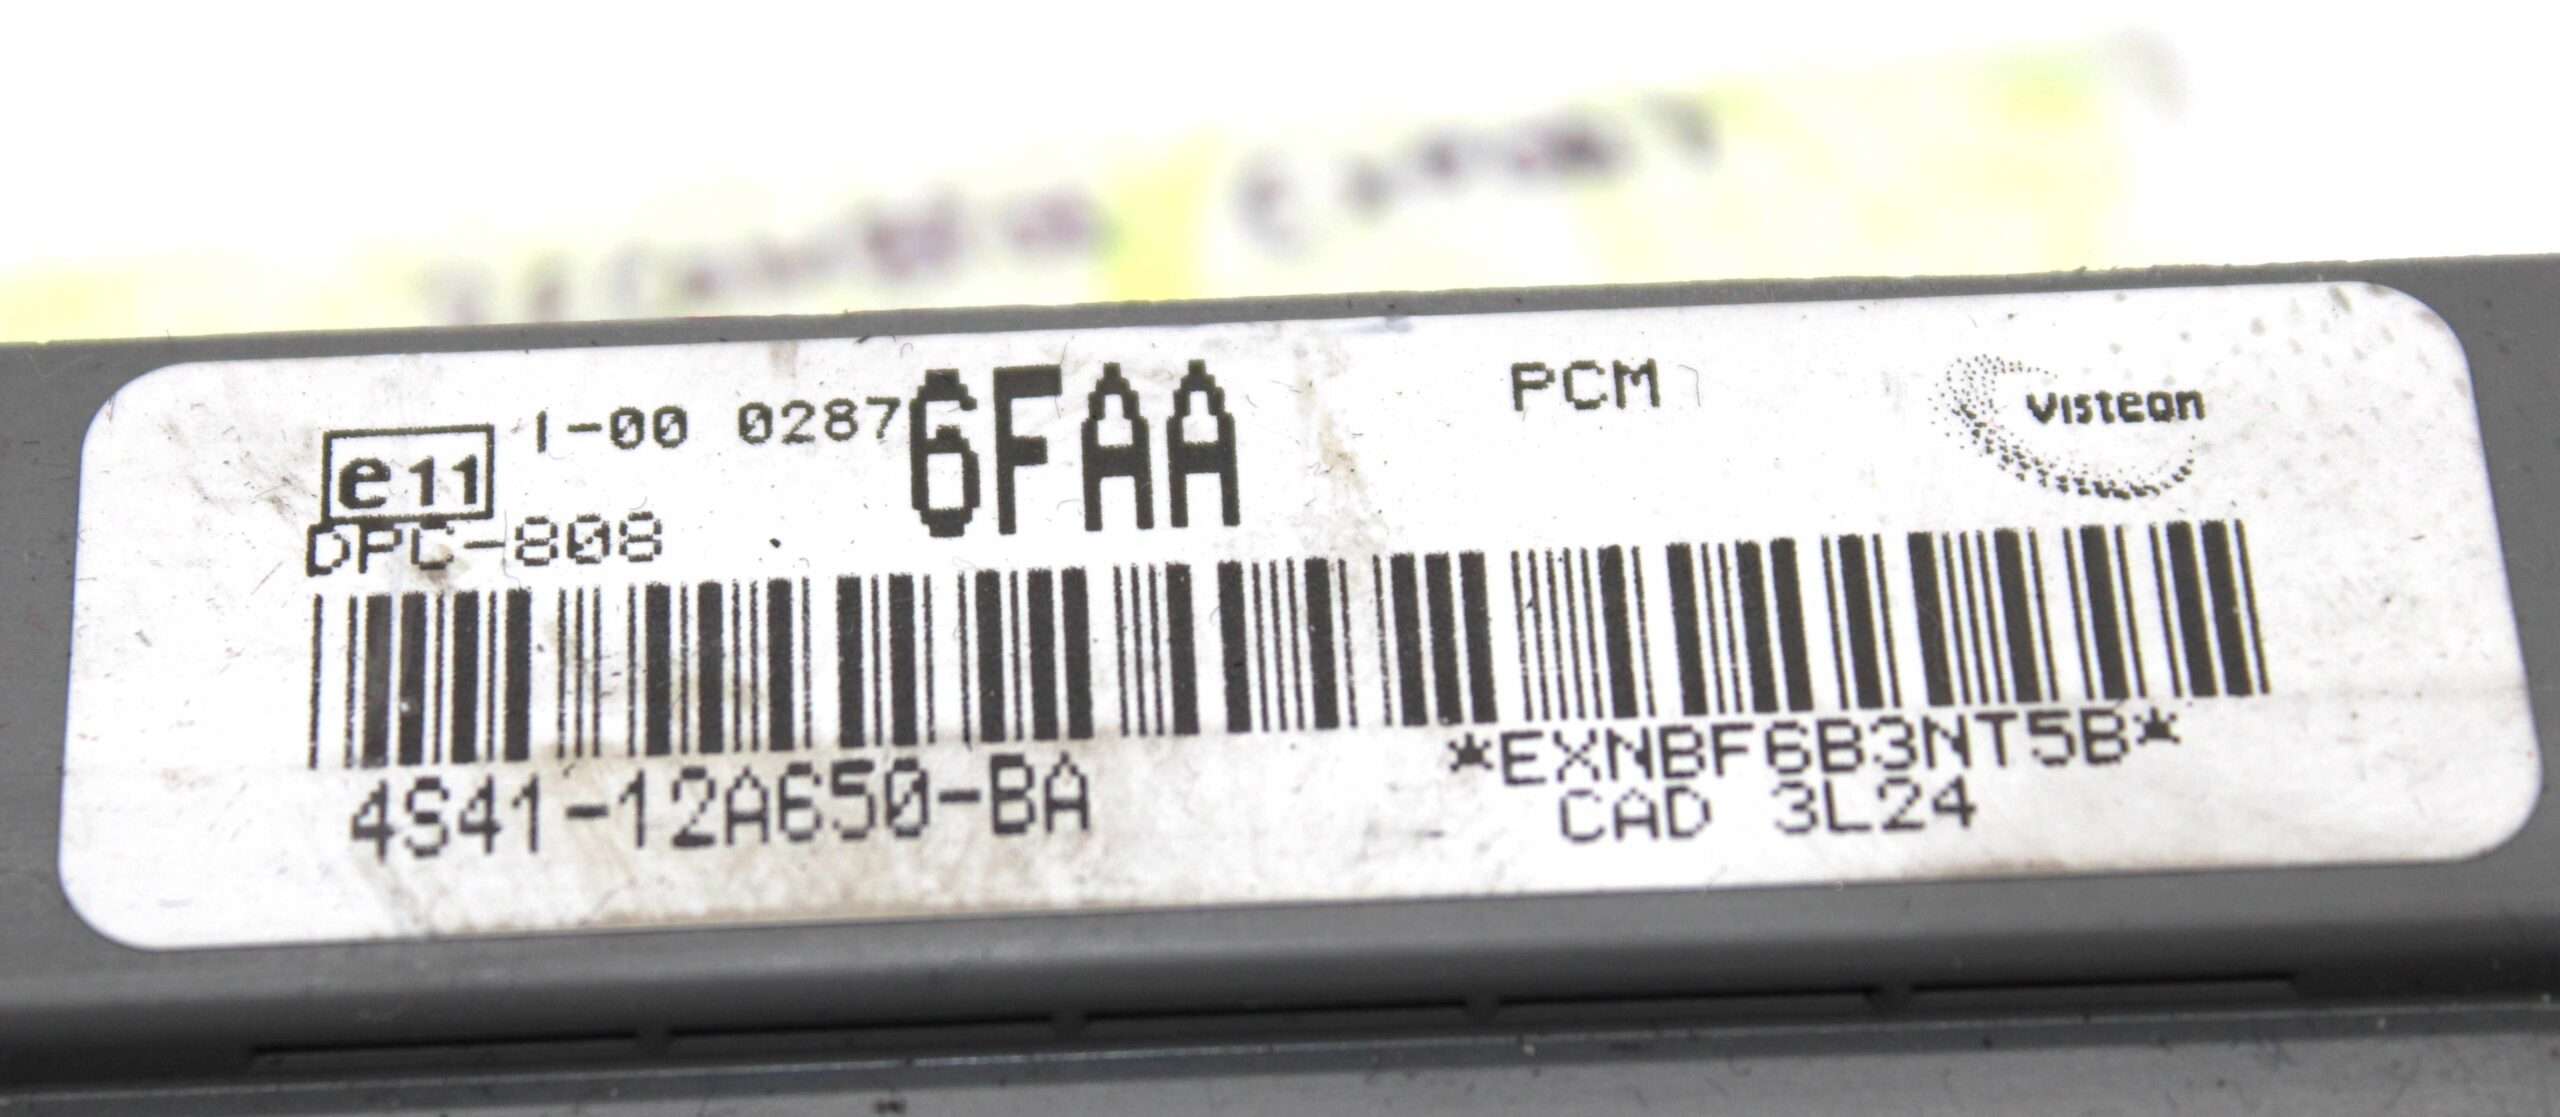 e11 1-00 0287 6FAA PCM visteon
DPC-808
4S41-12A650-BA
*EXNBF6B3NT5B*
CAD 3L24